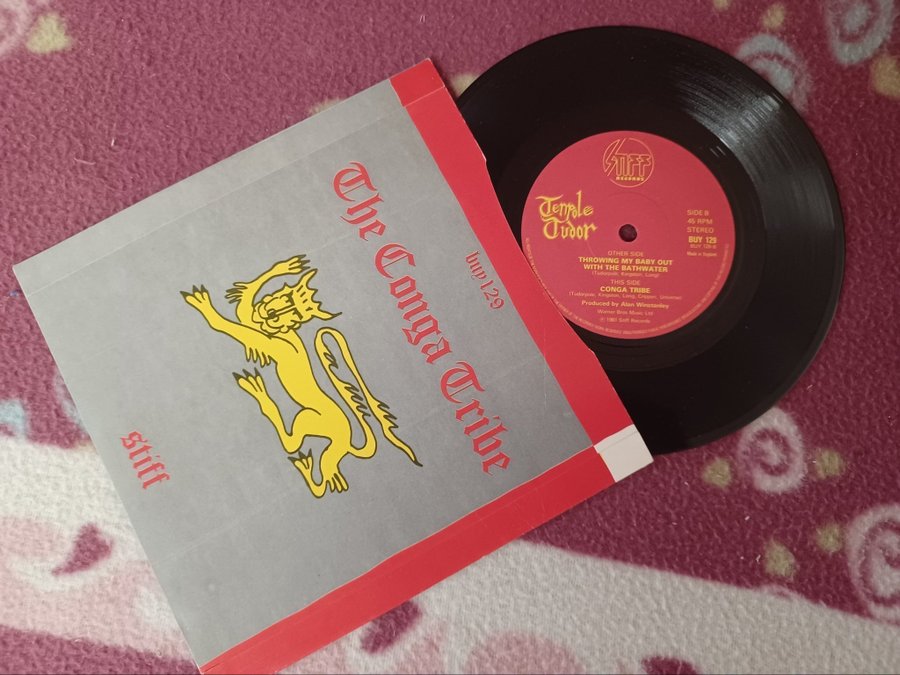 The Conga Tribe
buy 129
stiff
STIFF
RECORDS
Tenpole
Tudor
SIDE B
45 RPM
STEREO
BUY 129
BUY 129-B
Made in England
OTHER SIDE
THROWING MY BABY OUT
WITH THE BATHWATER
(Tudorpole, Kingston, Long)
THIS SIDE
CONGA TRIBE
(Tudorpole, Kingston, Long, Crippen, Universe)
Produced by Alan Winstanley
Warner Bros Music Ltd
℗ 1981 Stiff Records